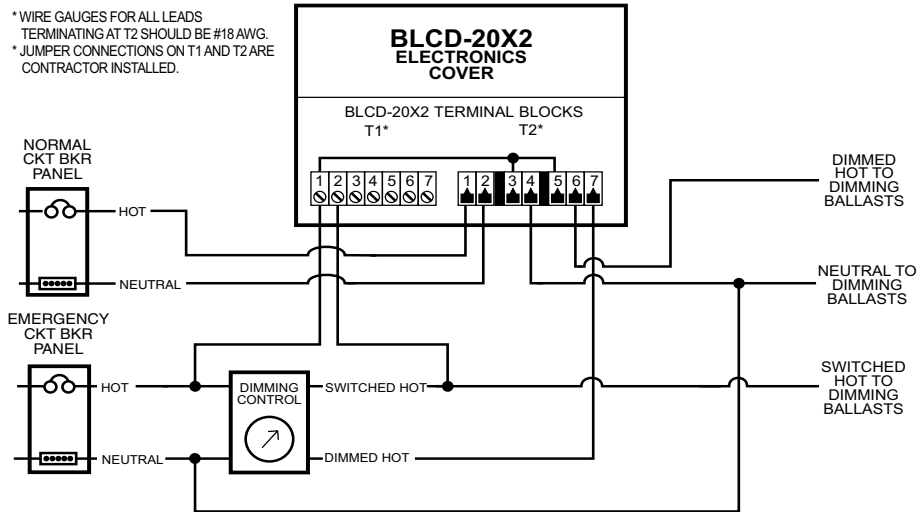 * WIRE GAUGES FOR ALL LEADS
TERMINATING AT T2 SHOULD BE #18 AWG.
* JUMPER CONNECTIONS ON T1 AND T2 ARE
CONTRACTOR INSTALLED.
BLCD-20X2
ELECTRONICS
COVER
BLCD-20X2 TERMINAL BLOCKS
T1*
T2*
1 2 3 4 5 6 7
1 2 3 4 5 6 7
NORMAL
CKT BKR
PANEL
HOT
NEUTRAL
EMERGENCY
CKT BKR
PANEL
HOT
NEUTRAL
DIMMING
CONTROL
SWITCHED HOT
DIMMED HOT
DIMMED
HOT TO
DIMMING
BALLASTS
NEUTRAL TO
DIMMING
BALLASTS
SWITCHED
HOT TO
DIMMING
BALLASTS